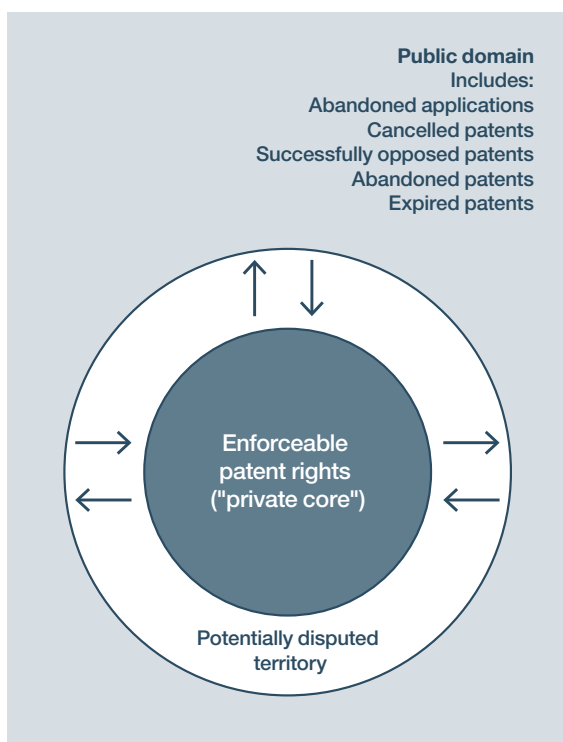 Public domain
Includes:
Abandoned applications
Cancelled patents
Successfully opposed patents
Abandoned patents
Expired patents
Enforceable
patent rights
("private core")
Potentially disputed
territory